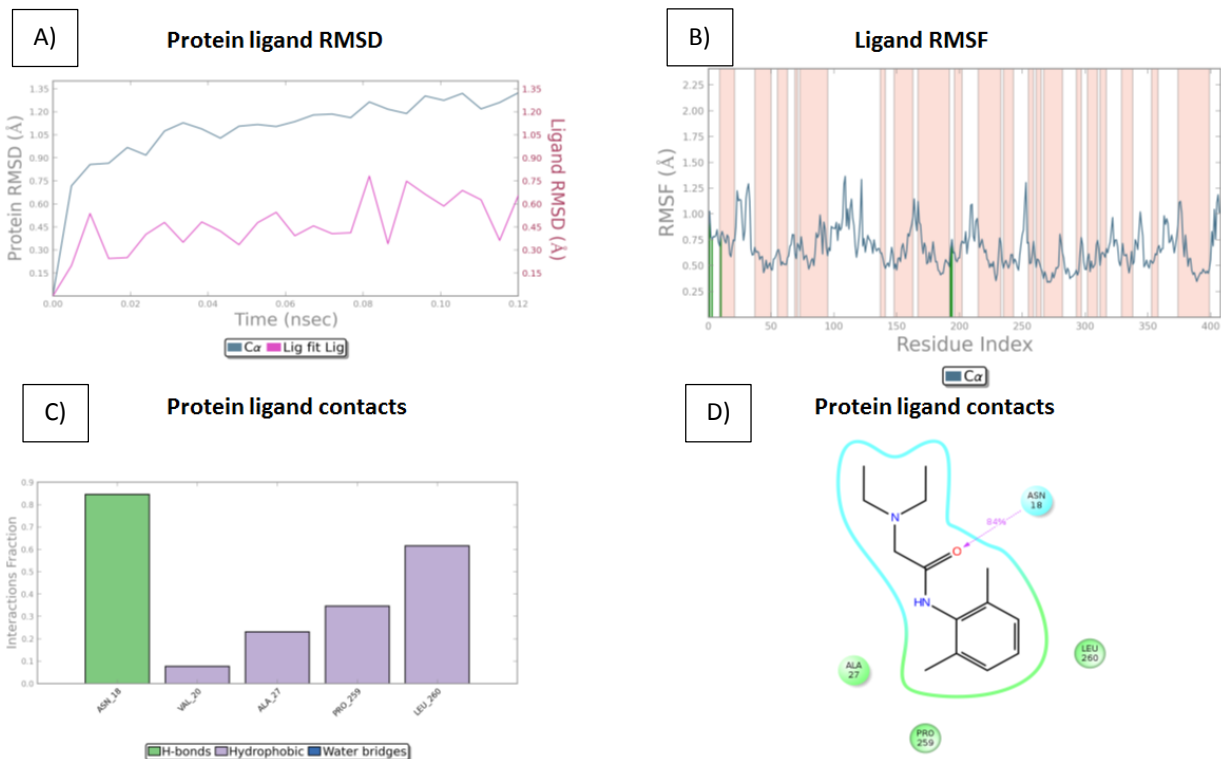 A)
Protein ligand RMSD
Protein RMSD (Å)
1.35
1.20
1.05
0.90
0.75
0.60
0.45
0.30
0.15
1.35
1.20
1.05
0.90
0.75
0.60
0.45
0.30
0.15
Ligand RMSD (Å)
0.00 0.02 0.04 0.06 0.08 0.10 0.12
Time (nsec)
Cα Lig fit Lig
B)
Ligand RMSF
RMSF (Å)
2.25
2.00
1.75
1.50
1.25
1.00
0.75
0.50
0.25
0 50 100 150 200 250 300 350 400
Residue Index
Cα
C)
Protein ligand contacts
Interactions Fraction
0.9
0.8
0.7
0.6
0.5
0.4
0.3
0.2
0.1
0.0
ASN_18 VAL_20 ALA_27 PRO_259 LEU_260
H-bonds Hydrophobic Water bridges
D)
Protein ligand contacts
ASN
18
84%
N
O
HN
LEU
260
ALA
27
PRO
259